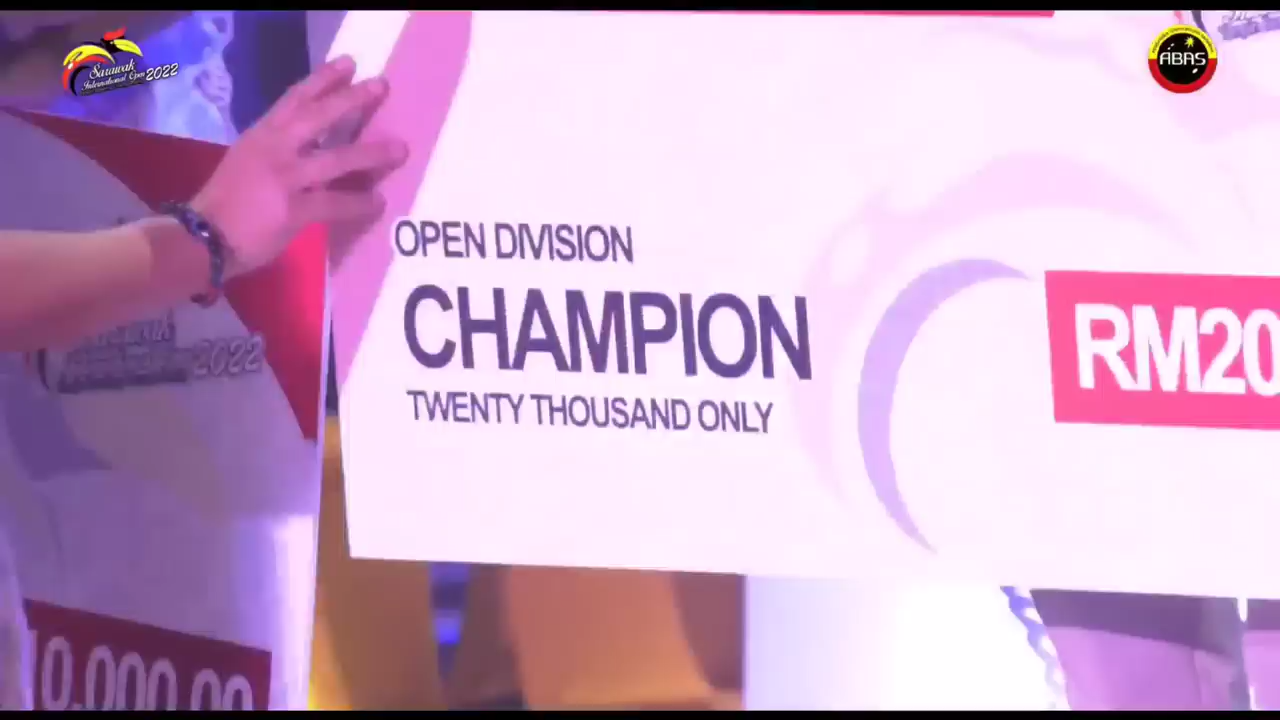 Sarawak
International Open 2022
ABAS
OPEN DIVISION
CHAMPION
TWENTY THOUSAND ONLY
RM20
2022
10,000.00